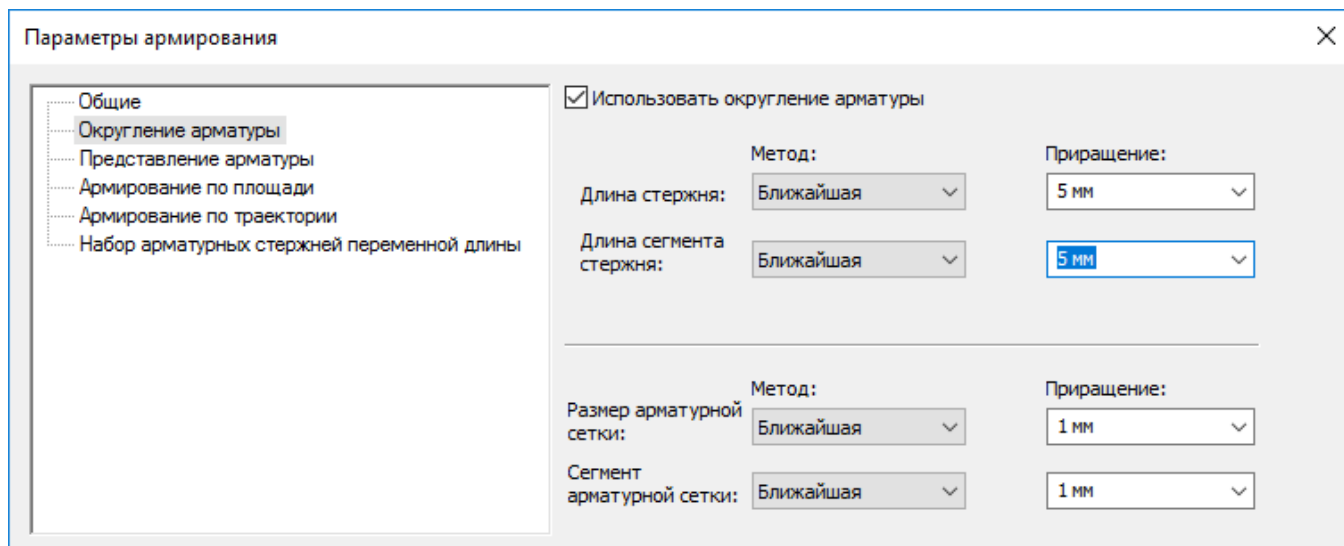 Параметры армирования
Общие
Округление арматуры
Представление арматуры
Армирование по площади
Армирование по траектории
Набор арматурных стержней переменной длины
Использовать округление арматуры
Метод: Приращение:
Длина стержня: Ближайшая 5 мм
Длина сегмента
стержня: Ближайшая 5 мм
Метод: Приращение:
Размер арматурной
сетки: Ближайшая 1 мм
Сегмент
арматурной сетки: Ближайшая 1 мм